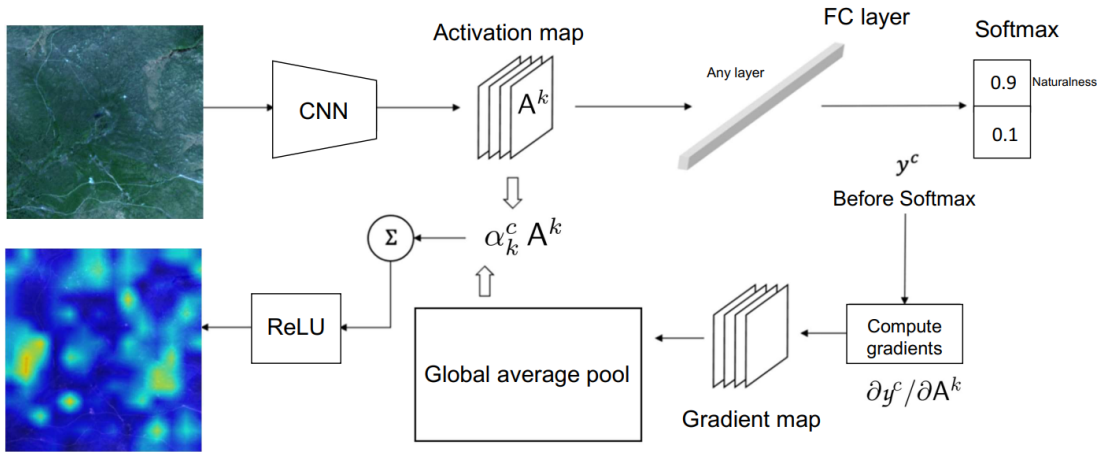 FC layer
Softmax
Activation map
Any layer
0.9
Naturalness
CNN
A^k
0.1
y^c
Before Softmax
Σ
α_k^c A^k
ReLU
Global average pool
Compute
gradients
∂y^c/∂A^k
Gradient map